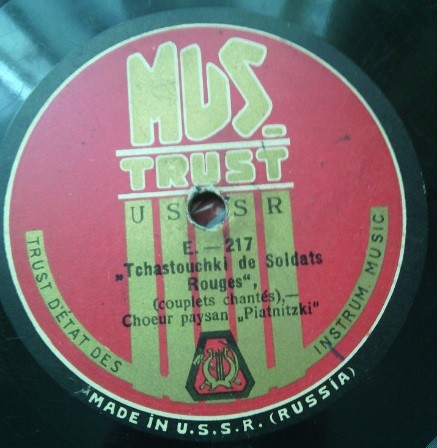 MUS.
TRUST
U S S R
E. — 217
„Tchastouchki de Soldats
Rouges“,
(couplets chantés),—
Choeur paysan „Piatnitzki“
TRUST D'ÉTAT DES
INSTRUM. MUSIC
MADE IN U.S.S.R. (RUSSIA)